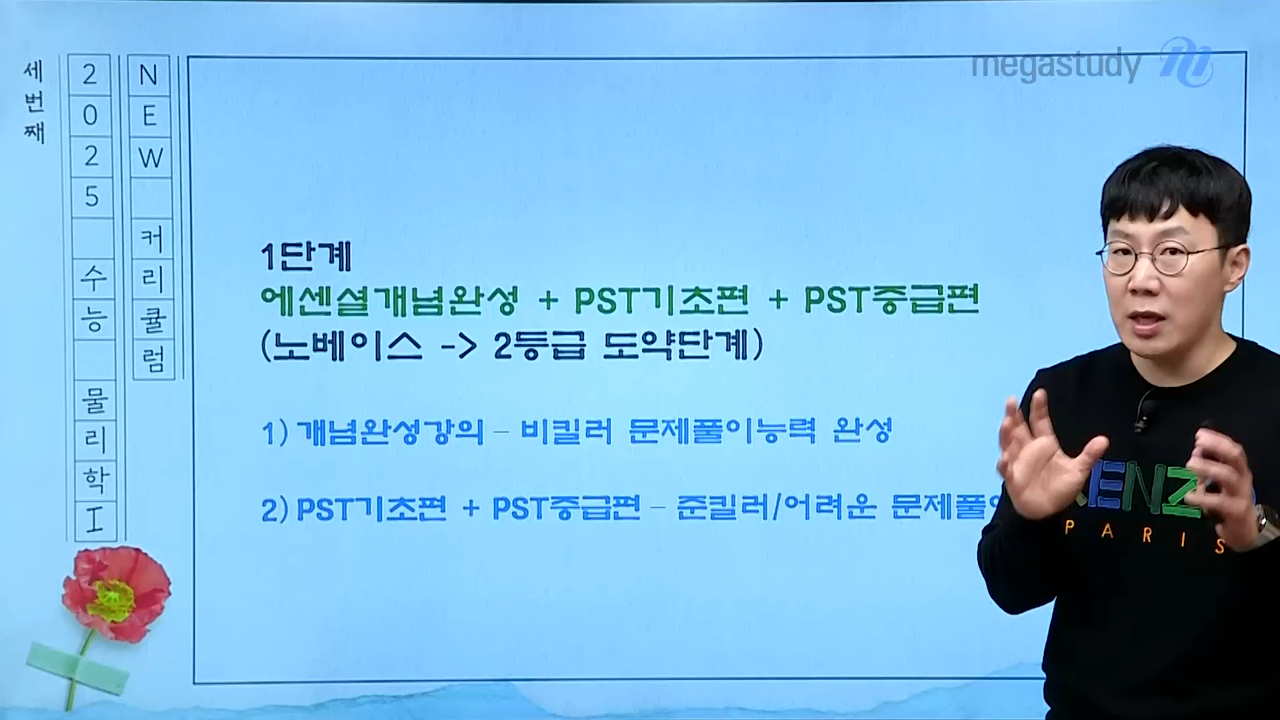 세번째
2025 수능 물리학I
NEW 커리큘럼
megastudy
1단계
에센셜개념완성 + PST기초편 + PST중급편
(노베이스 -> 2등급 도약단계)
1) 개념완성강의 – 비킬러 문제풀이능력 완성
2) PST기초편 + PST중급편 – 준킬러/어려운 문제풀
KENZ
PARIS